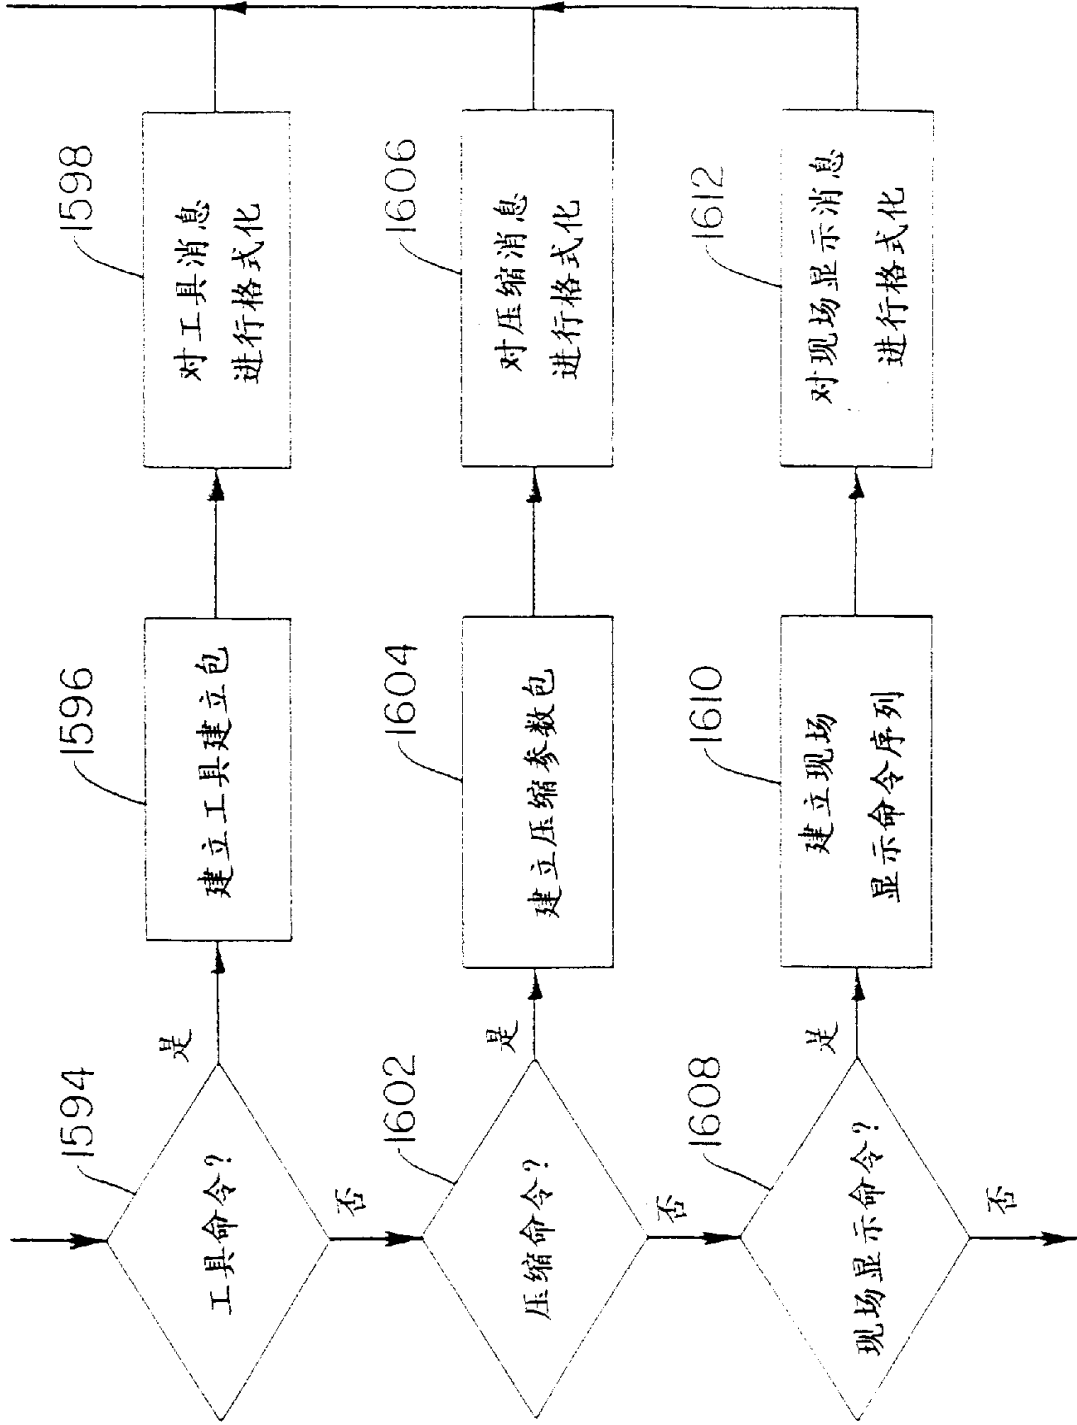 1594
工具命令?
是
否
1596
建立工具建立包
1598
对工具消息
进行格式化
1602
压缩命令?
是
否
1604
建立压缩参数包
1606
对压缩消息
进行格式化
1608
现场显示命令?
是
否
1610
建立现场
显示命令序列
1612
对现场显示消息
进行格式化